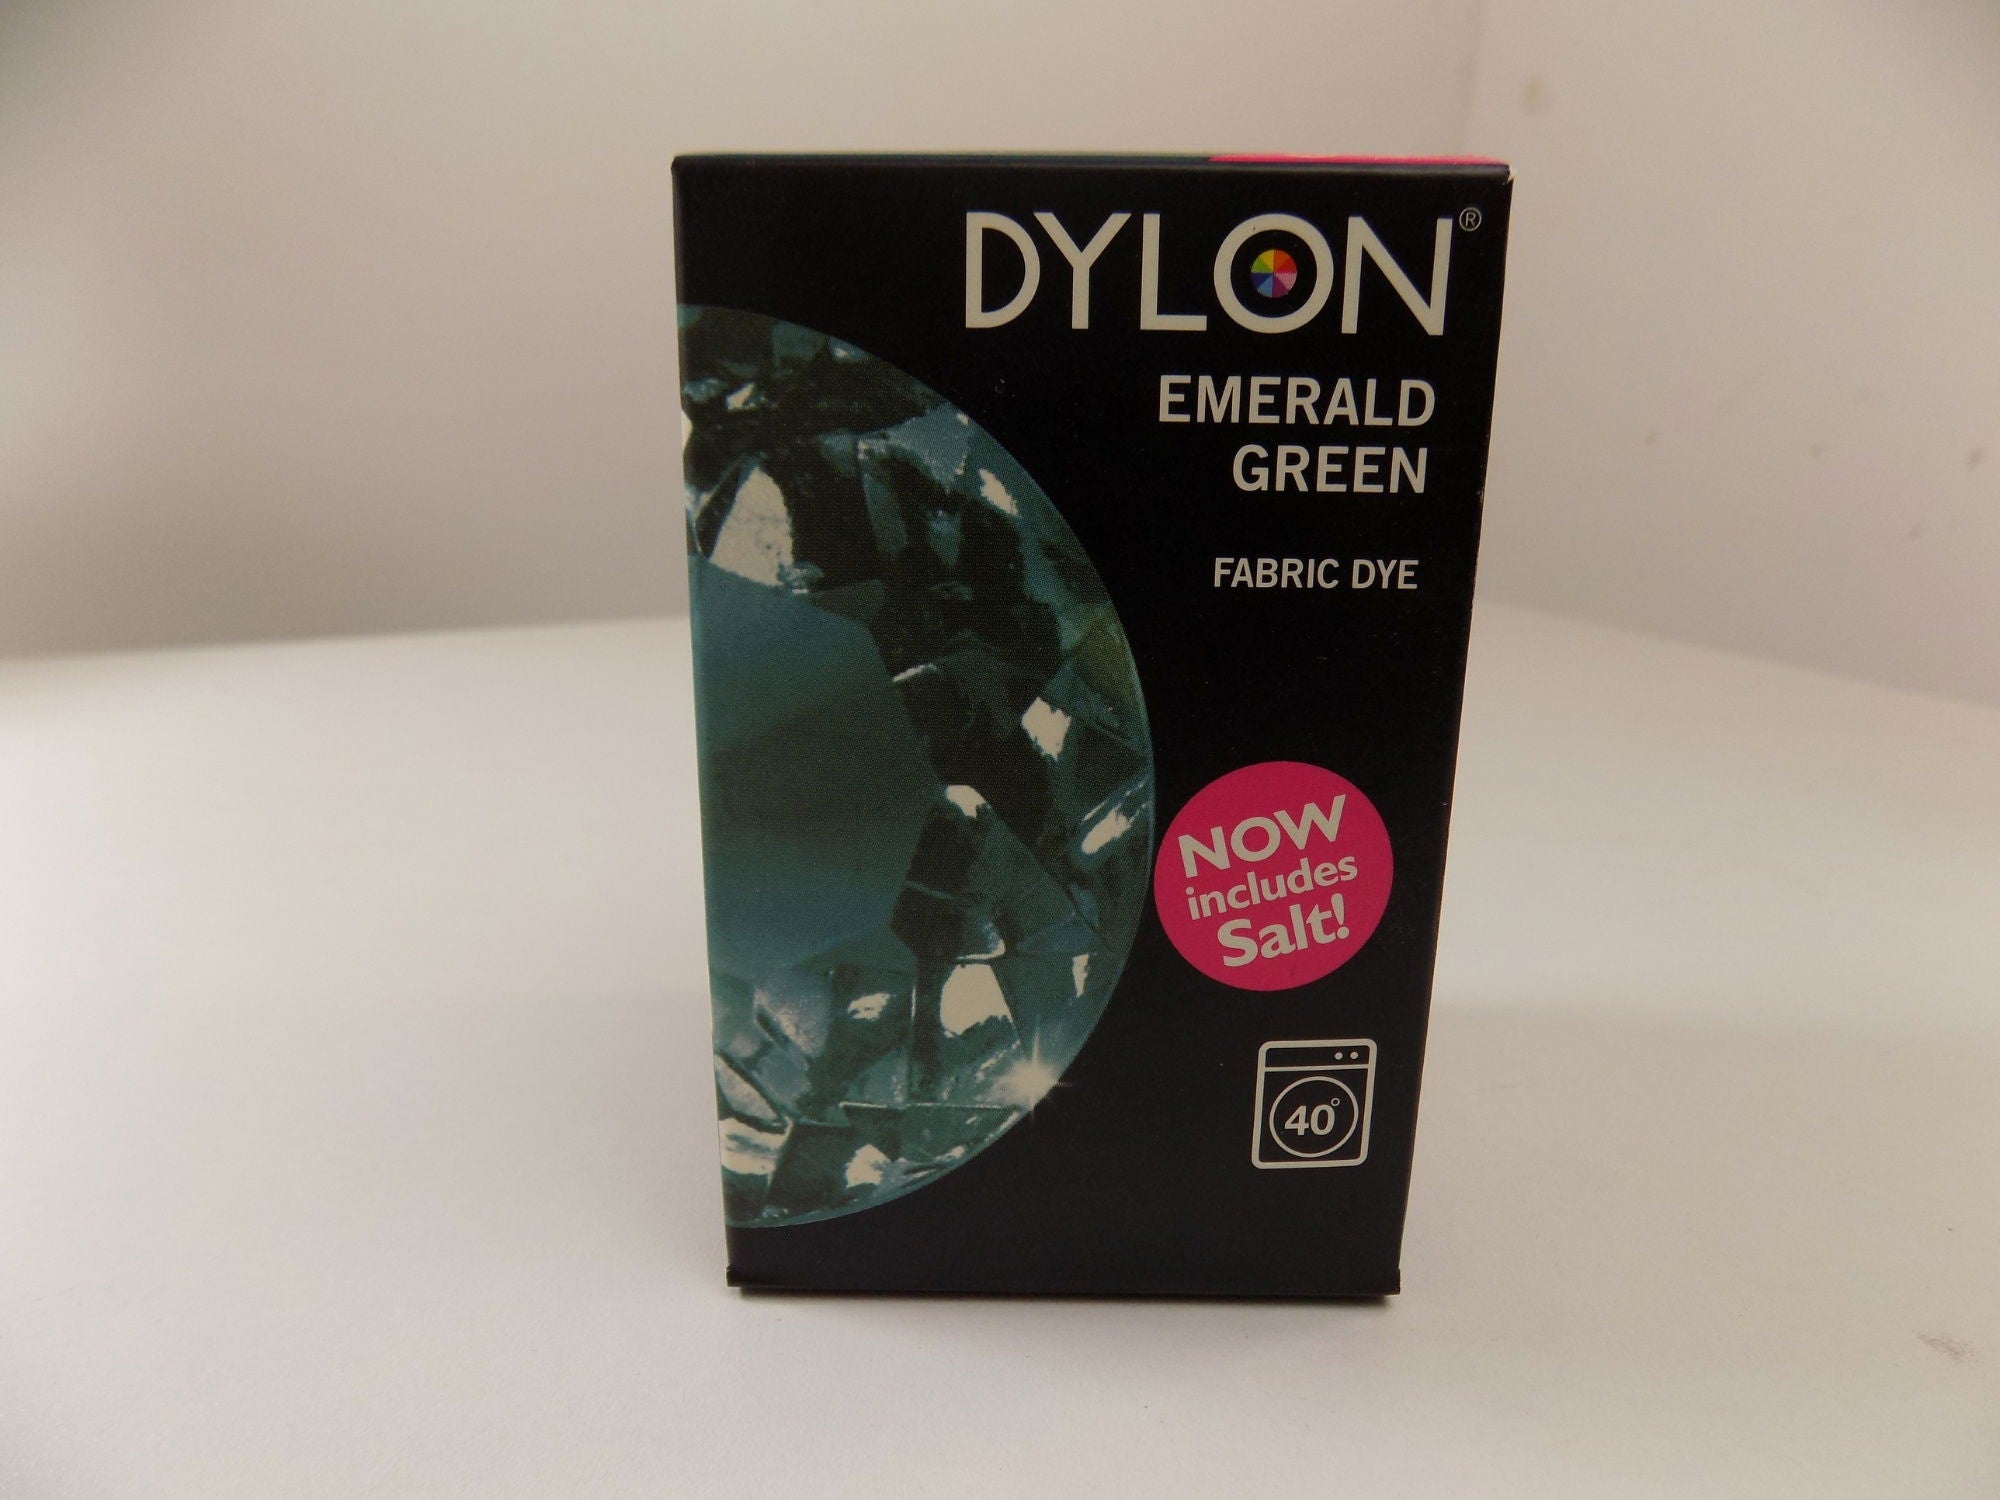 DYLON®
EMERALD
GREEN
FABRIC DYE
NOW
includes
Salt!
40°